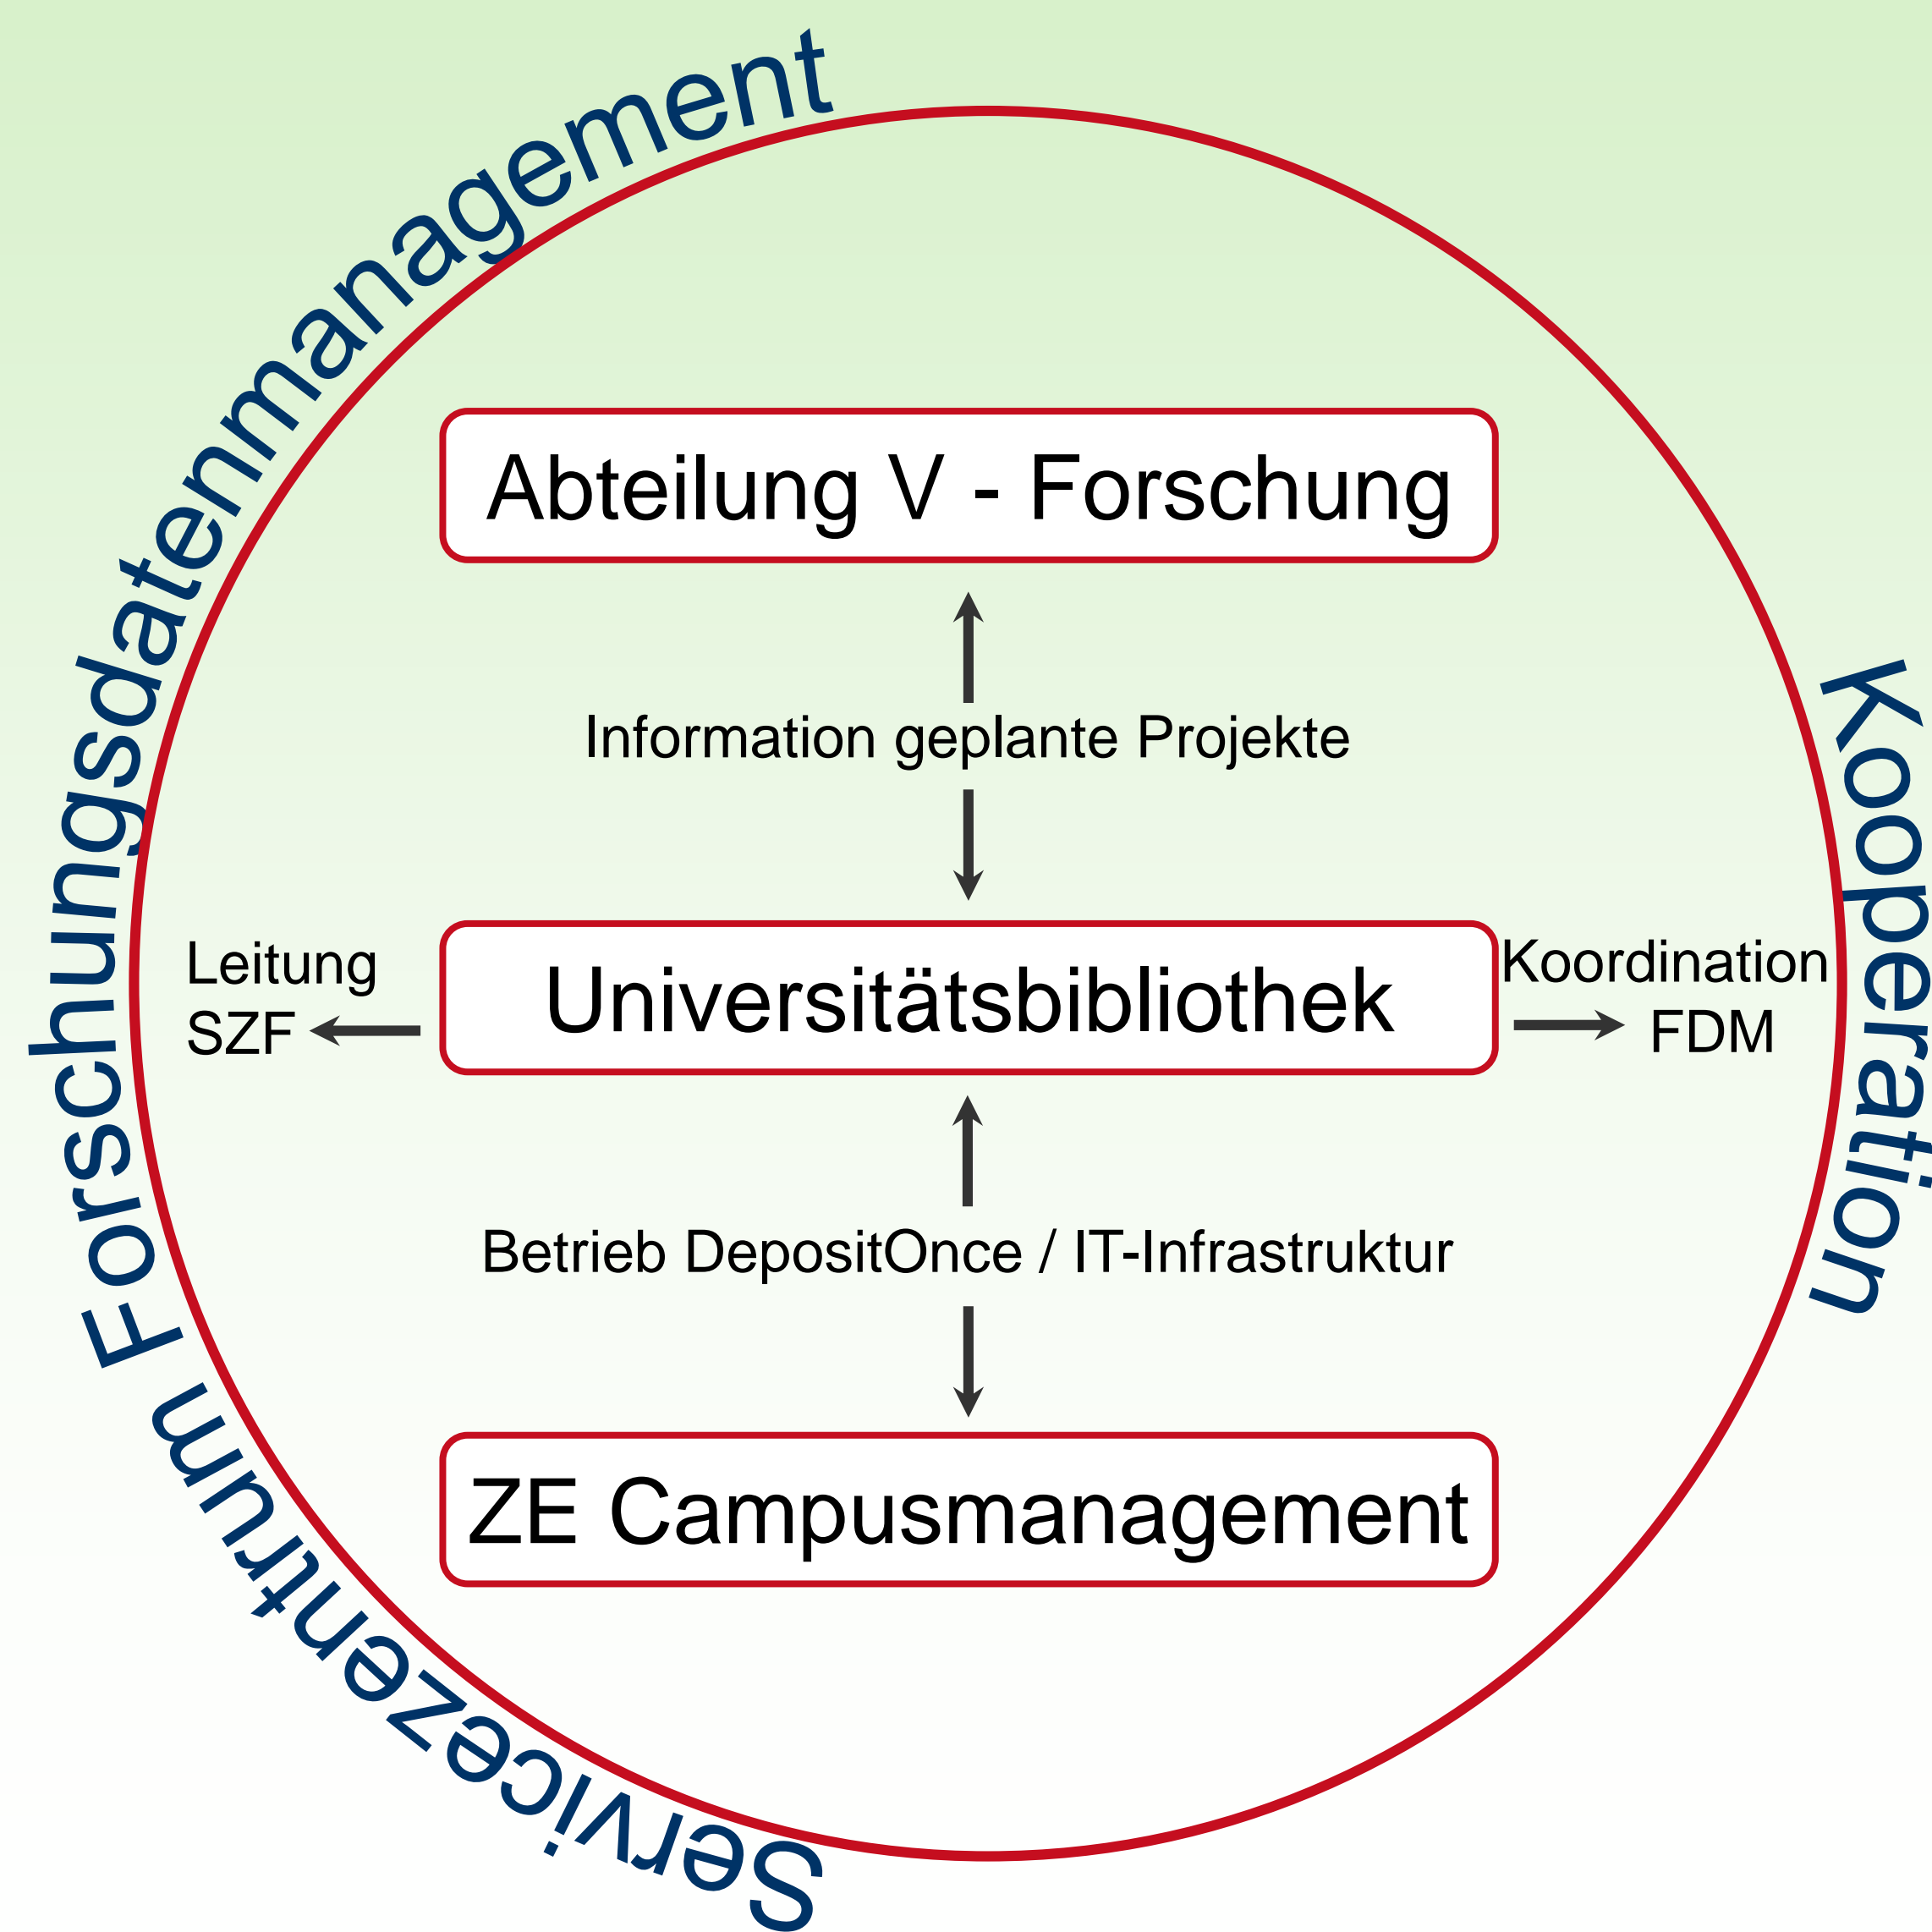 Servicezentrum Forschungsdatenmanagement
Kooperation
Abteilung V - Forschung
Information geplante Projekte
Leitung
SZF
Universitätsbibliothek
Koordination
FDM
Betrieb DepositOnce / IT-Infrastruktur
ZE Campusmanagement